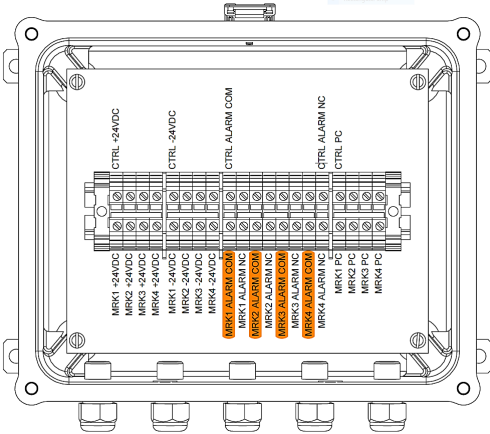 CTRL +24VDC
CTRL -24VDC
CTRL ALARM COM
CTRL ALARM NC
CTRL PC
MRK1 +24VDC
MRK2 +24VDC
MRK3 +24VDC
MRK4 +24VDC
MRK1 -24VDC
MRK2 -24VDC
MRK3 -24VDC
MRK4 -24VDC
MRK1 ALARM COM
MRK1 ALARM NC
MRK2 ALARM COM
MRK2 ALARM NC
MRK3 ALARM COM
MRK3 ALARM NC
MRK4 ALARM COM
MRK4 ALARM NC
MRK1 PC
MRK2 PC
MRK3 PC
MRK4 PC